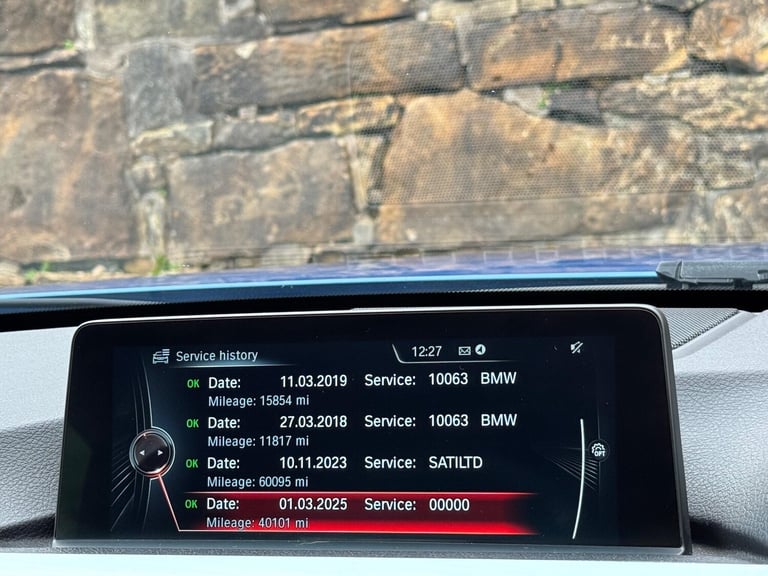 Service history 12:27
OK Date: 11.03.2019 Service: 10063 BMW
Mileage: 15854 mi
OK Date: 27.03.2018 Service: 10063 BMW
Mileage: 11817 mi
OK Date: 10.11.2023 Service: SATILTD
Mileage: 60095 mi
OK Date: 01.03.2025 Service: 00000
Mileage: 40101 mi
OPT